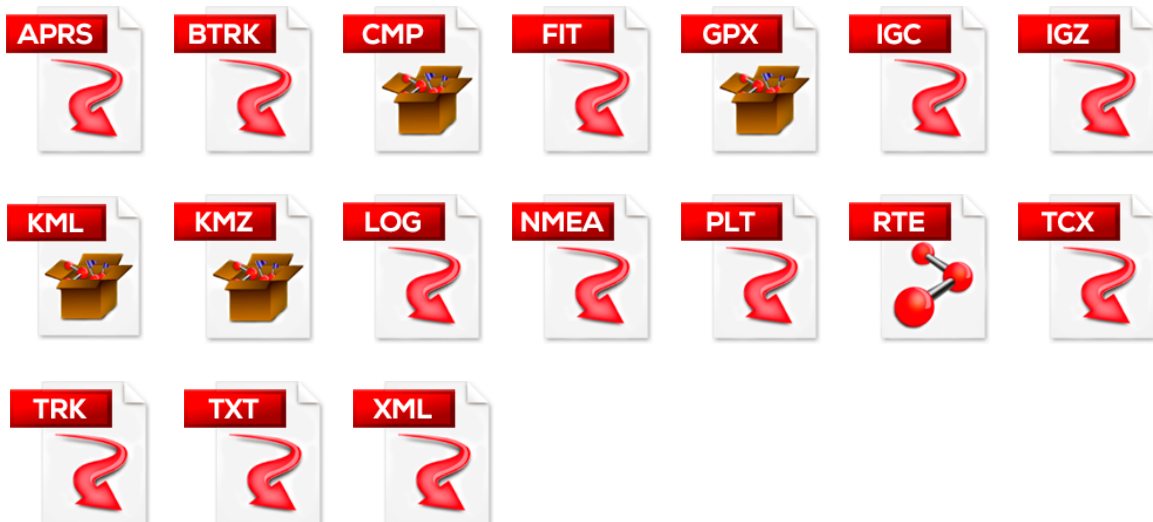 APRS BTRK CMP FIT GPX IGC IGZ
KML KMZ LOG NMEA PLT RTE TCX
TRK TXT XML